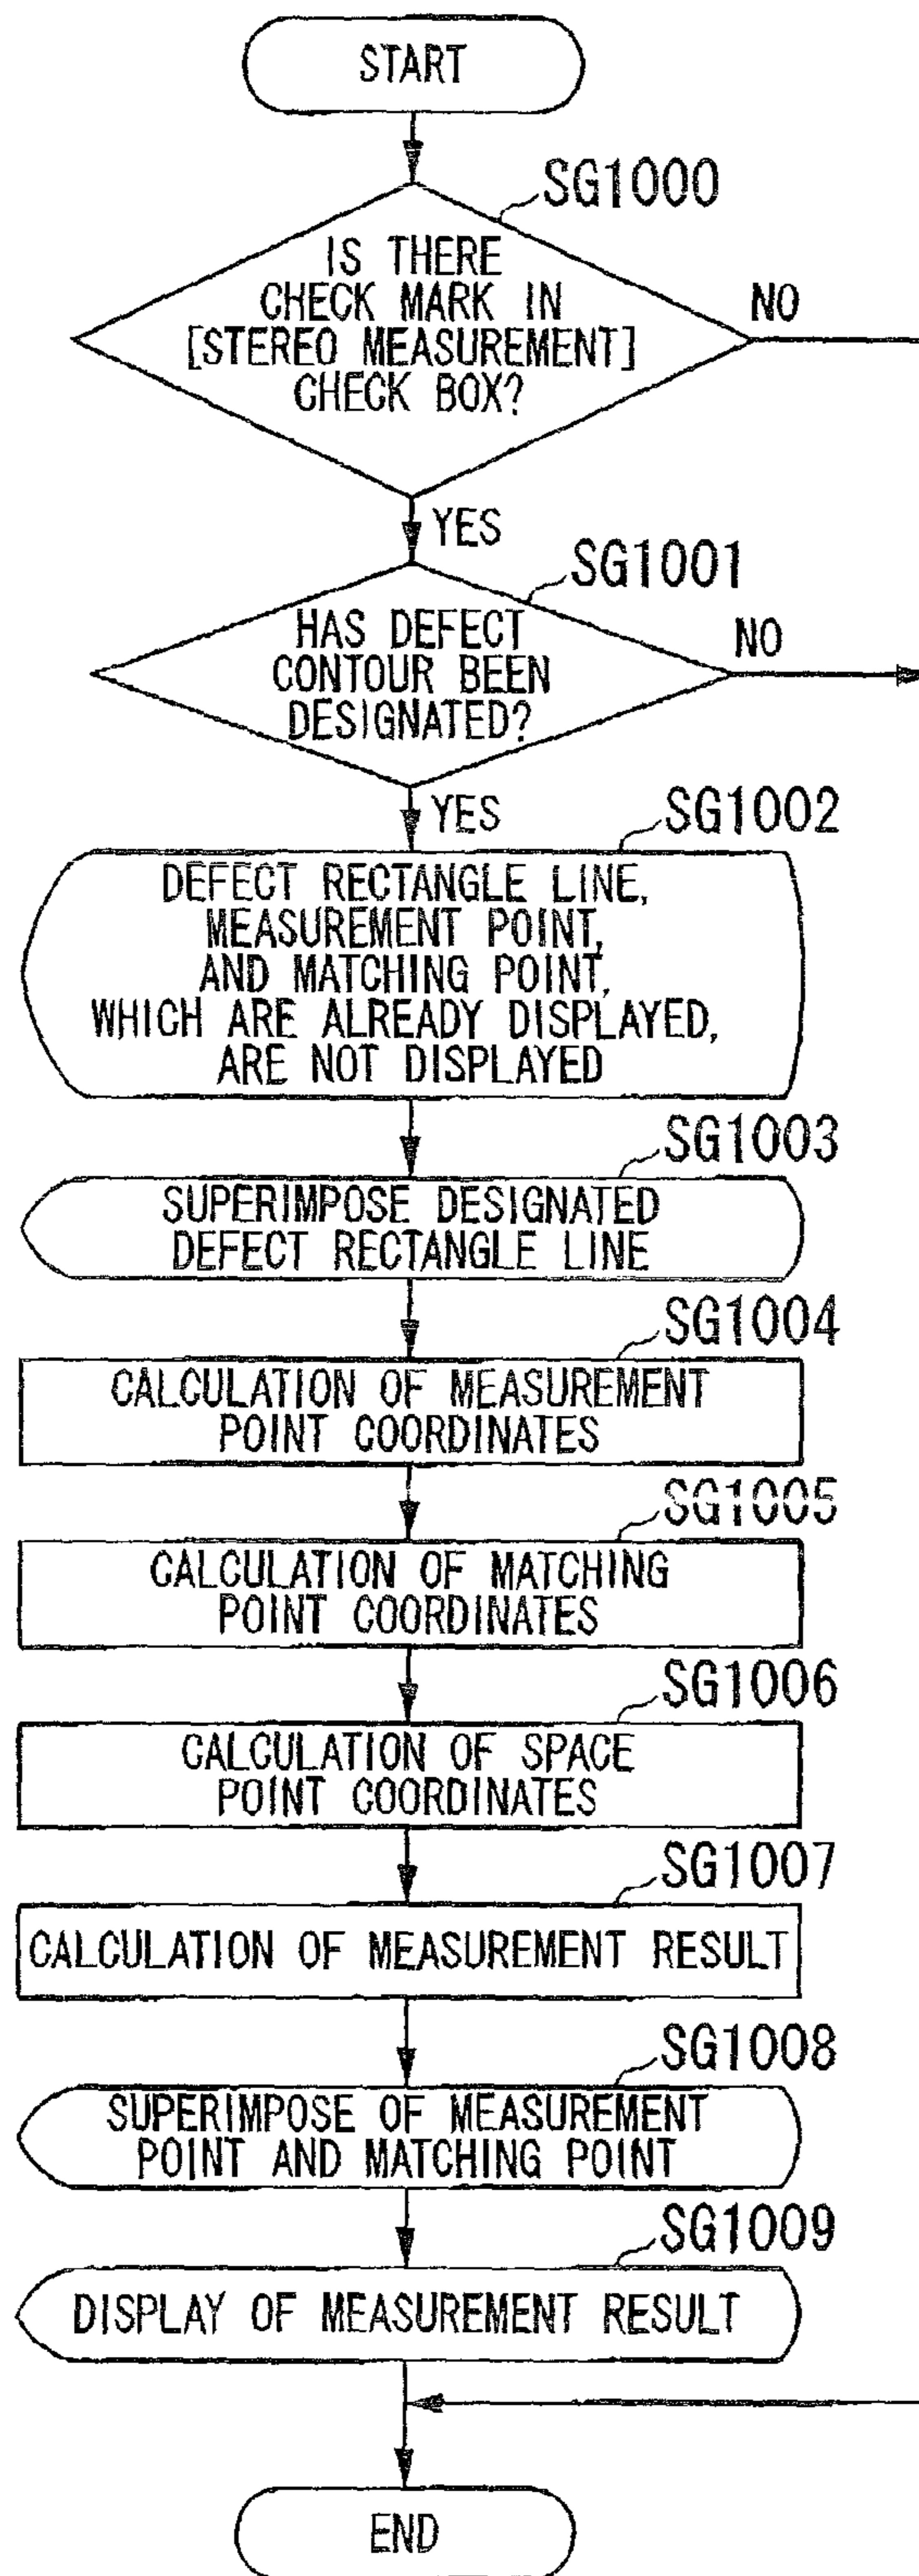 START
SG1000
IS THERE
CHECK MARK IN
[STEREO MEASUREMENT]
CHECK BOX?
NO
YES
SG1001
HAS DEFECT
CONTOUR BEEN
DESIGNATED?
NO
YES
SG1002
DEFECT RECTANGLE LINE,
MEASUREMENT POINT,
AND MATCHING POINT,
WHICH ARE ALREADY DISPLAYED,
ARE NOT DISPLAYED
SG1003
SUPERIMPOSE DESIGNATED
DEFECT RECTANGLE LINE
SG1004
CALCULATION OF MEASUREMENT
POINT COORDINATES
SG1005
CALCULATION OF MATCHING
POINT COORDINATES
SG1006
CALCULATION OF SPACE
POINT COORDINATES
SG1007
CALCULATION OF MEASUREMENT RESULT
SG1008
SUPERIMPOSE OF MEASUREMENT
POINT AND MATCHING POINT
SG1009
DISPLAY OF MEASUREMENT RESULT
END